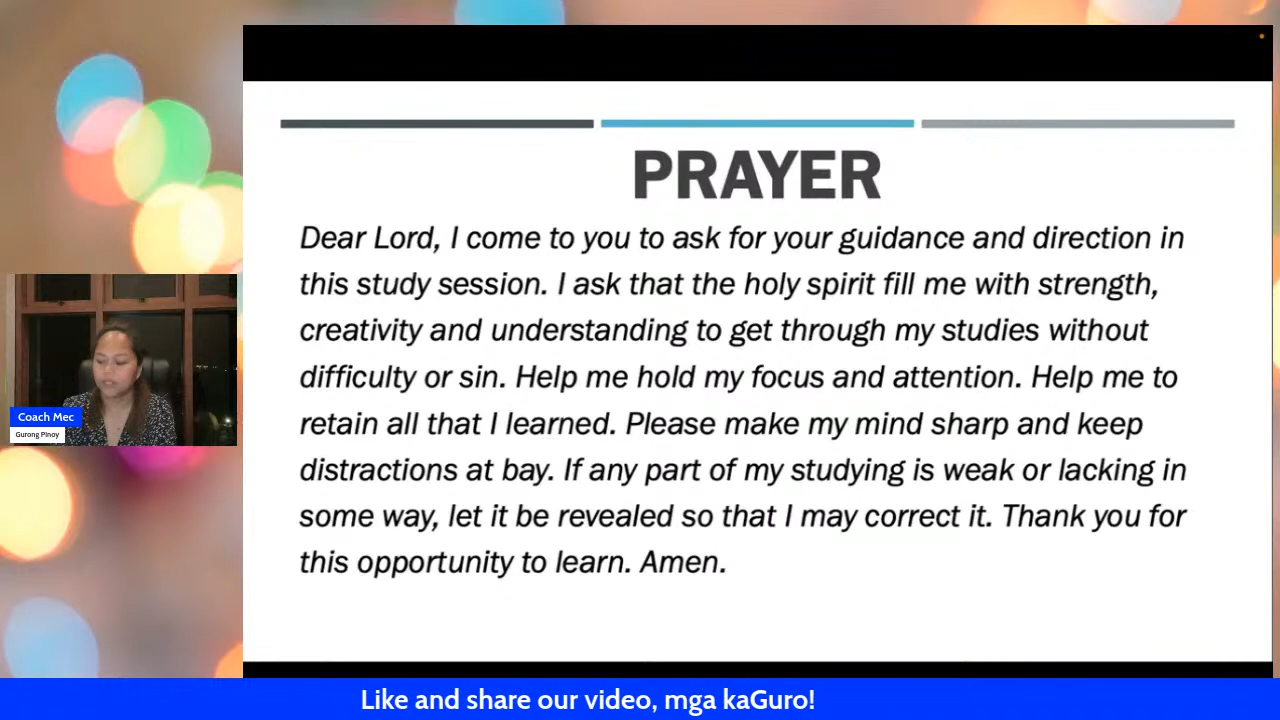 PRAYER
Dear Lord, I come to you to ask for your guidance and direction in
this study session. I ask that the holy spirit fill me with strength,
creativity and understanding to get through my studies without
difficulty or sin. Help me hold my focus and attention. Help me to
retain all that I learned. Please make my mind sharp and keep
distractions at bay. If any part of my studying is weak or lacking in
some way, let it be revealed so that I may correct it. Thank you for
this opportunity to learn. Amen.
Coach Mec
Gurong Pinoy
Like and share our video, mga kaGuro!